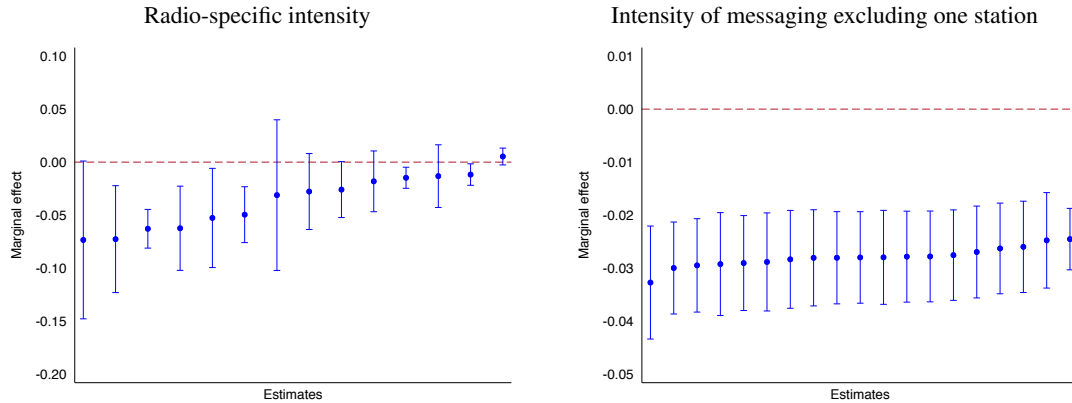 Radio-specific intensity
0.10
0.05
0.00
-0.05
-0.10
-0.15
-0.20
Marginal effect
Estimates
Intensity of messaging excluding one station
0.01
0.00
-0.01
-0.02
-0.03
-0.04
-0.05
Marginal effect
Estimates